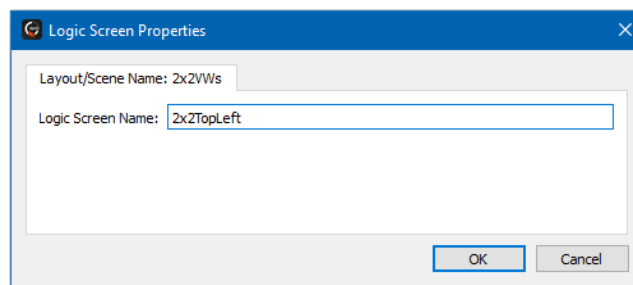 Logic Screen Properties
Layout/Scene Name: 2x2VWs
Logic Screen Name: 2x2TopLeft
OK Cancel